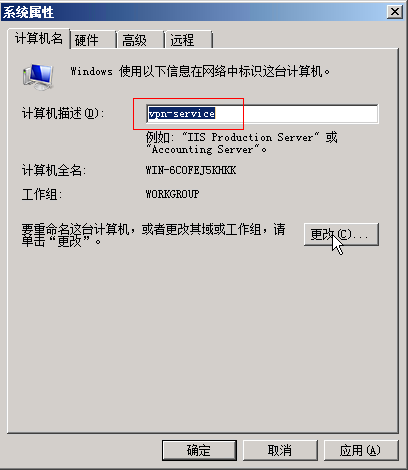 系统属性
计算机名 硬件 高级 远程
Windows 使用以下信息在网络中标识这台计算机。
计算机描述(D): vpn-service
例如: "IIS Production Server" 或
"Accounting Server"。
计算机全名: WIN-6COFEJ5KHKK
工作组: WORKGROUP
要重命名这台计算机，或者更改其域或工作组，请
单击“更改”。
更改(C)...
确定 取消 应用(A)